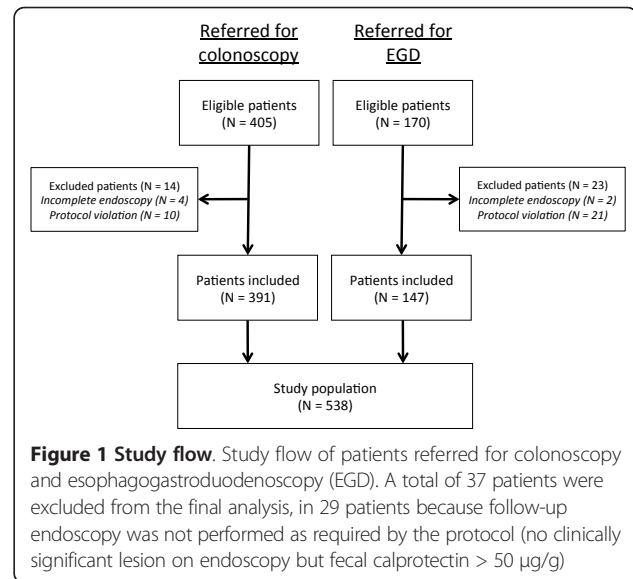 Referred for
colonoscopy
Referred for
EGD
Eligible patients
(N = 405)
Eligible patients
(N = 170)
Excluded patients (N = 14)
Incomplete endoscopy (N = 4)
Protocol violation (N = 10)
Excluded patients (N = 23)
Incomplete endoscopy (N = 2)
Protocol violation (N = 21)
Patients included
(N = 391)
Patients included
(N = 147)
Study population
(N = 538)
Figure 1 Study flow. Study flow of patients referred for colonoscopy
and esophagogastroduodenoscopy (EGD). A total of 37 patients were
excluded from the final analysis, in 29 patients because follow-up
endoscopy was not performed as required by the protocol (no clinically
significant lesion on endoscopy but fecal calprotectin > 50 μg/g)